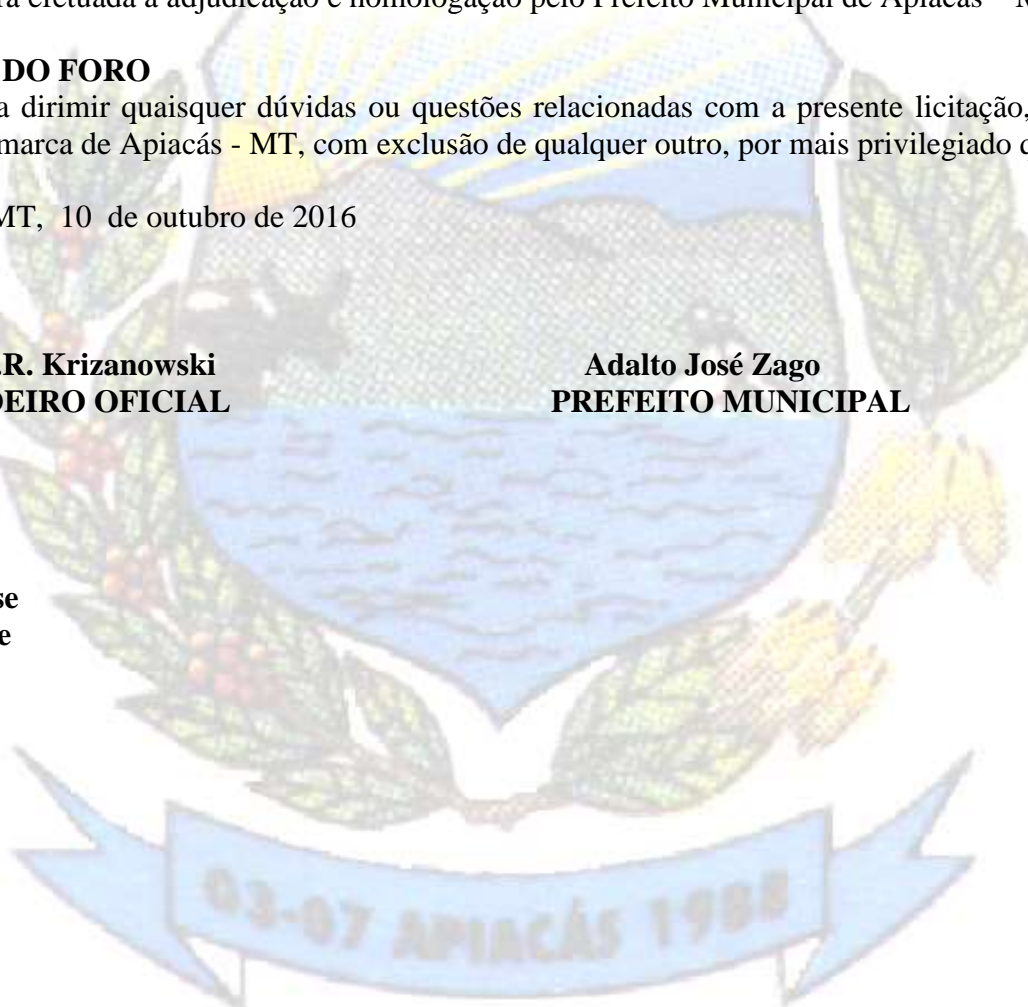 ra efetuada a adjudicação e homologação pelo Prefeito Municipal de Apiacás – M
DO FORO
a dirimir quaisquer dúvidas ou questões relacionadas com a presente licitação,
marca de Apiacás - MT, com exclusão de qualquer outro, por mais privilegiado
MT, 10 de outubro de 2016
.R. Krizanowski Adalto José Zago
DEIRO OFICIAL PREFEITO MUNICIPAL
se
e
03-07 APIACÁS 1988